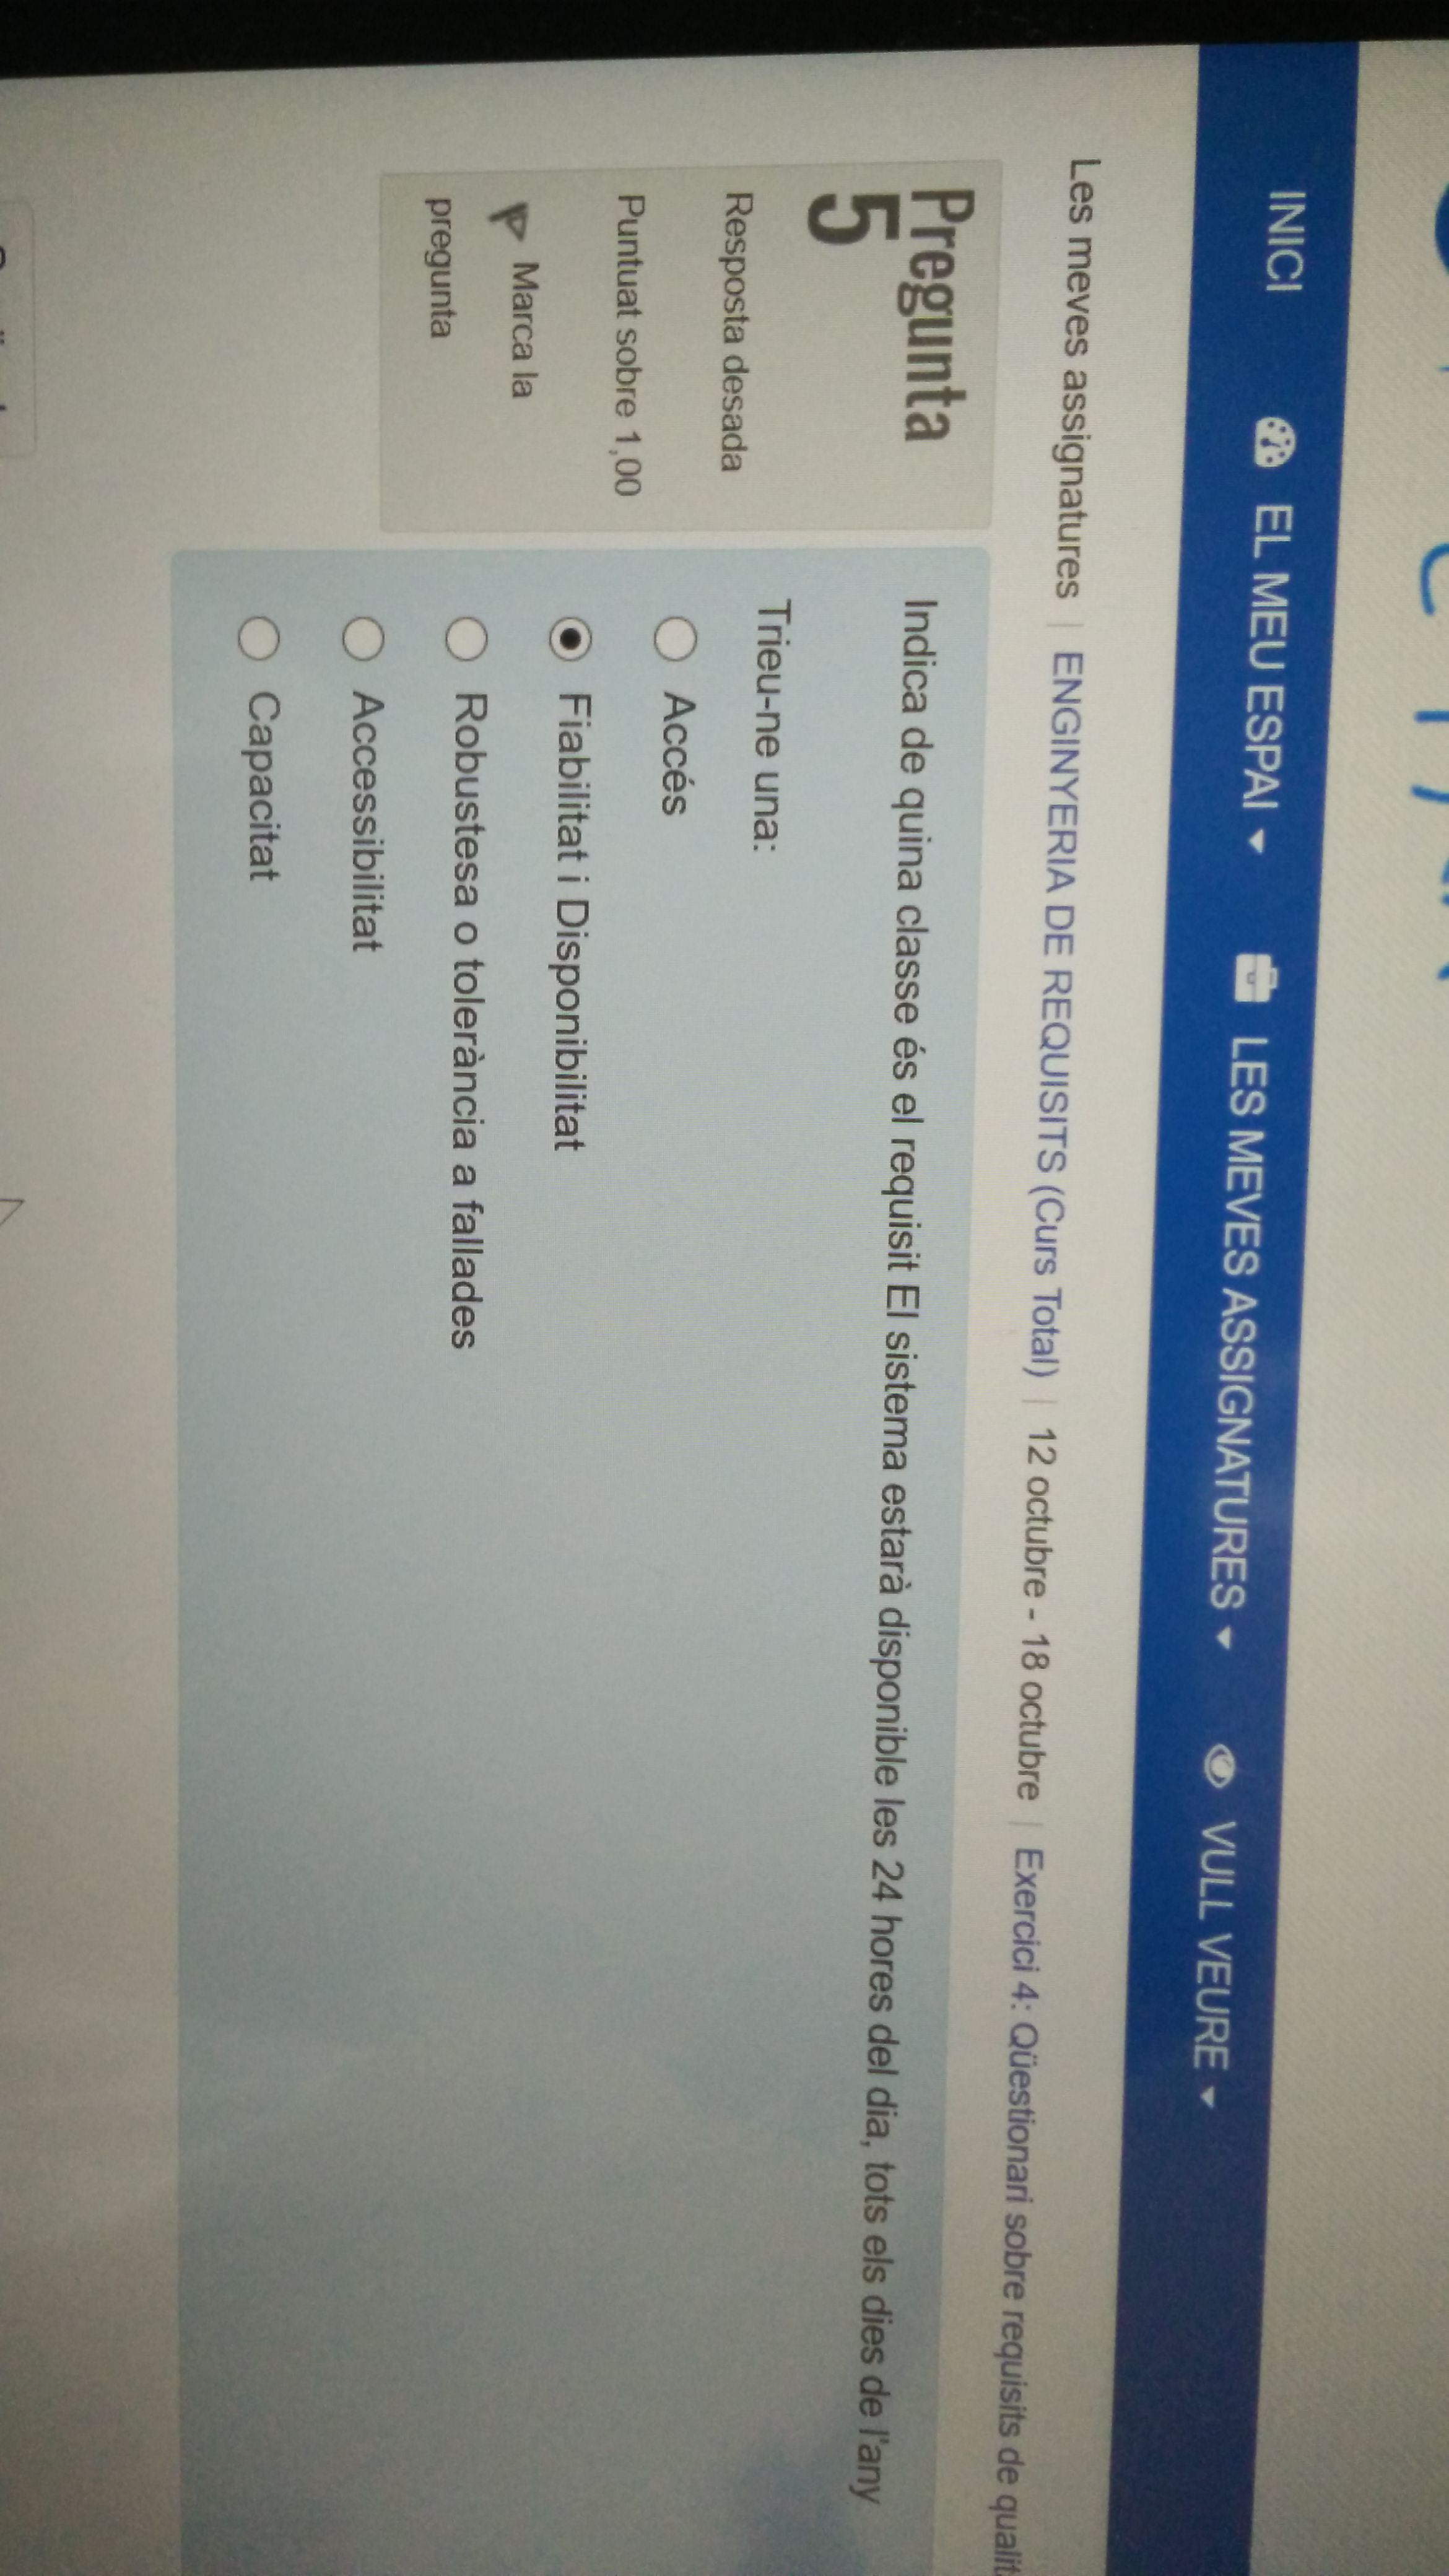 INICI EL MEU ESPAI LES MEVES ASSIGNATURES VULL VEURE
Les meves assignatures | ENGINYERIA DE REQUISITS (Curs Total) | 12 octubre - 18 octubre | Exercici 4: Qüestionari sobre requisits de qualit
Pregunta
5
Resposta desada
Puntuat sobre 1,00
Marca la
pregunta
Indica de quina classe és el requisit El sistema estarà disponible les 24 hores del dia, tots els dies de l'any
Trieu-ne una:
Accés
Fiabilitat i Disponibilitat
Robustesa o tolerància a fallades
Accessibilitat
Capacitat